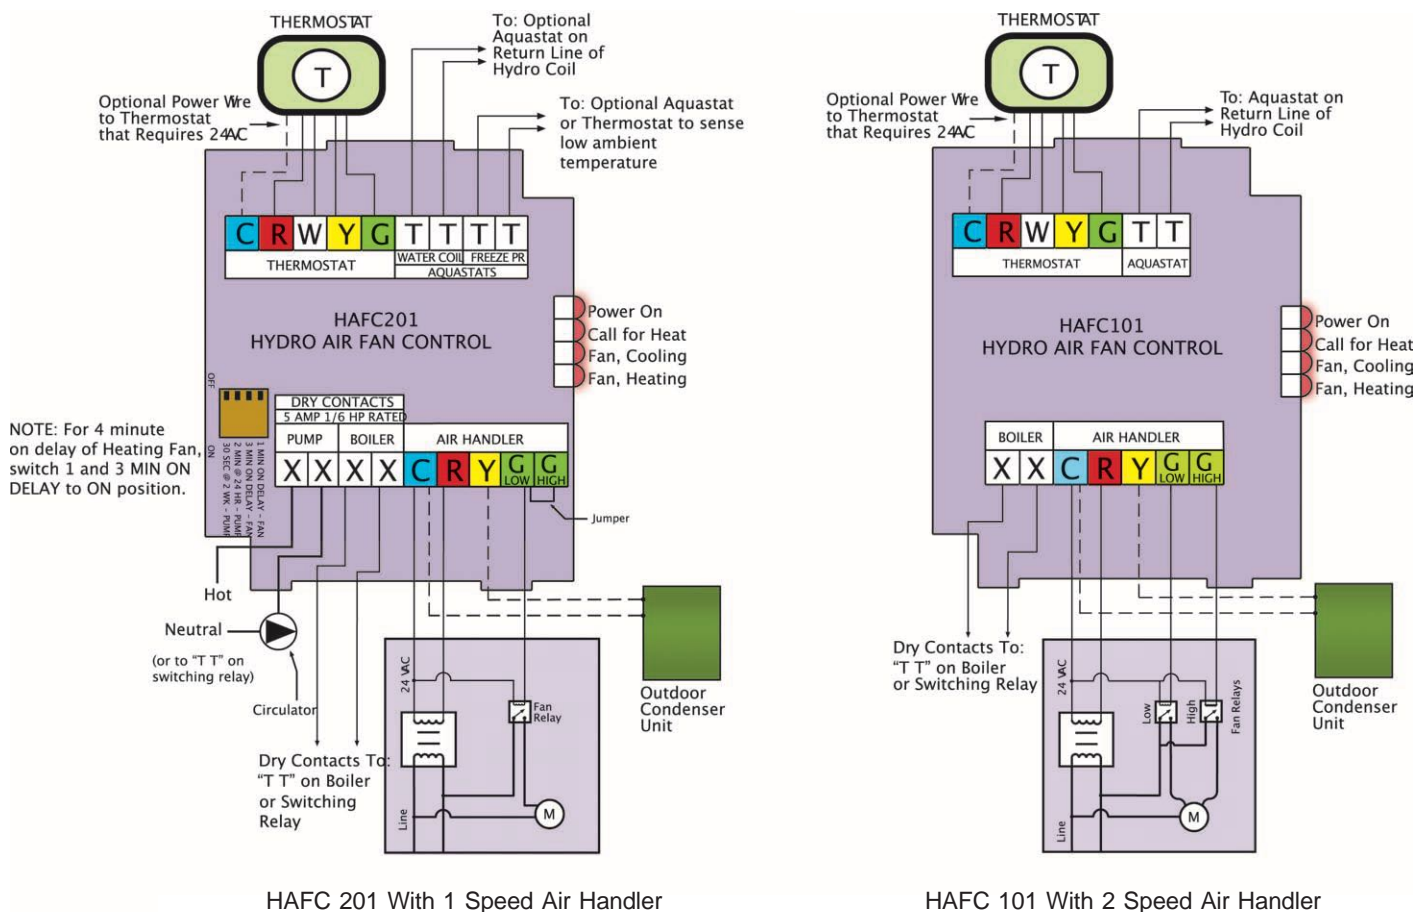 THERMOSTAT
T
To: Optional
Aquastat on
Return Line of
Hydro Coil
Optional Power Wire
to Thermostat
that Requires 24AC
To: Optional Aquastat
or Thermostat to sense
low ambient
temperature
C R W Y G T T T T
THERMOSTAT
WATER COIL FREEZE PR
AQUASTATS
HAFC201
HYDRO AIR FAN CONTROL
Power On
Call for Heat
Fan, Cooling
Fan, Heating
OFF
ON
1 MIN ON DELAY - FAN
3 MIN ON DELAY - FAN
2 MIN @ 24 HR - PUMP
30 SEC @ 2 WK - PUMP
NOTE: For 4 minute
on delay of Heating Fan,
switch 1 and 3 MIN ON
DELAY to ON position.
DRY CONTACTS
5 AMP 1/6 HP RATED
PUMP BOILER AIR HANDLER
X X X X C R Y G G
LOW HIGH
Jumper
Hot
Neutral
(or to "T T" on
switching relay)
Circulator
Dry Contacts To:
"T T" on Boiler
or Switching
Relay
24 VAC
Fan
Relay
Line
M
Outdoor
Condenser
Unit
HAFC 201 With 1 Speed Air Handler
THERMOSTAT
T
Optional Power Wire
to Thermostat
that Requires 24AC
To: Aquastat on
Return Line of
Hydro Coil
C R W Y G T T
THERMOSTAT AQUASTAT
HAFC101
HYDRO AIR FAN CONTROL
Power On
Call for Heat
Fan, Cooling
Fan, Heating
BOILER AIR HANDLER
X X C R Y G G
LOW HIGH
Dry Contacts To:
"T T" on Boiler
or Switching Relay
24 VAC
Low
High
Fan Relays
Line
M
Outdoor
Condenser
Unit
HAFC 101 With 2 Speed Air Handler